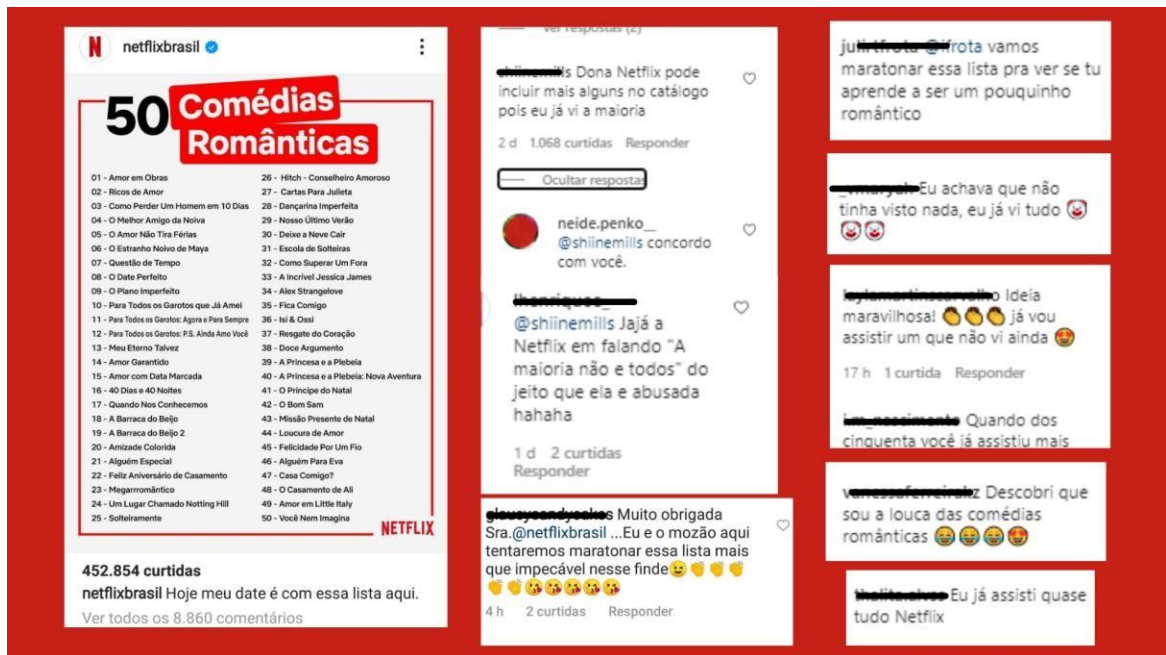 netflixbrasil
50 Comédias
Românticas
01 - Amor em Obras
02 - Ricos de Amor
03 - Como Perder Um Homem em 10 Dias
04 - O Melhor Amigo da Noiva
05 - O Amor Não Tira Férias
06 - O Estranho Noivo de Maya
07 - Questão de Tempo
08 - O Date Perfeito
09 - O Plano Imperfeito
10 - Para Todos os Garotos que Já Amei
11 - Para Todos os Garotos: Agora e Para Sempre
12 - Para Todos os Garotos: P.S. Ainda Amo Você
13 - Meu Eterno Talvez
14 - Amor Garantido
15 - Amor com Data Marcada
16 - 40 Dias e 40 Noites
17 - Quando Nos Conhecemos
18 - A Barraca do Beijo
19 - A Barraca do Beijo 2
20 - Amizade Colorida
21 - Alguém Especial
22 - Feliz Aniversário de Casamento
23 - Megarrromântico
24 - Um Lugar Chamado Notting Hill
25 - Solteiramente
26 - Hitch - Conselheiro Amoroso
27 - Cartas Para Julieta
28 - Dançarina Imperfeita
29 - Nosso Último Verão
30 - Deixe a Neve Cair
31 - Escola de Solteiras
32 - Como Superar Um Fora
33 - A Incrível Jessica James
34 - Alex Strangelove
35 - Fica Comigo
36 - Isi & Ossi
37 - Resgate do Coração
38 - Doce Argumento
39 - A Princesa e a Plebeia
40 - A Princesa e a Plebeia: Nova Aventura
41 - O Príncipe do Natal
42 - O Bom Sam
43 - Missão Presente de Natal
44 - Loucura de Amor
45 - Felicidade Por Um Fio
46 - Alguém Para Eva
47 - Casa Comigo?
48 - O Casamento de Ali
49 - Amor em Little Italy
50 - Você Nem Imagina
NETFLIX
452.854 curtidas
netflixbrasil Hoje meu date é com essa lista aqui.
Ver todos os 8.860 comentários
Ver respostas (2)
Dona Netflix pode
incluir mais alguns no catálogo
pois eu já vi a maioria
2 d 1.068 curtidas Responder
Ocultar respostas
neide.penko__
@shiinemills concordo
com você.
@shiinemills Jajá a
Netflix em falando "A
maioria não e todos" do
jeito que ela e abusada
hahaha
1 d 2 curtidas
Responder
Muito obrigada
Sra.@netflixbrasil ...Eu e o mozão aqui
tentaremos maratonar essa lista mais
que impecável nesse finde😉👏👏👏
👏👏😘😘😘😘😘
4 h 2 curtidas Responder
@ifrota vamos
maratonar essa lista pra ver se tu
aprende a ser um pouquinho
romântico
Eu achava que não
tinha visto nada, eu já vi tudo 🤡
🤡🤡
Ideia
maravilhosa! 👏👏👏 já vou
assistir um que não vi ainda 😍
17 h 1 curtida Responder
Quando dos
cinquenta você já assistiu mais
Descobri que
sou a louca das comédias
românticas 😂😂😂😍
Eu já assisti quase
tudo Netflix